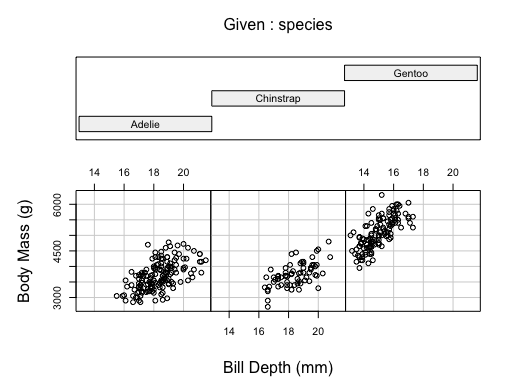 Given : species
Gentoo
Chinstrap
Adelie
14 16 18 20 14 16 18 20
Body Mass (g)
6000
4500
3000
14 16 18 20
Bill Depth (mm)